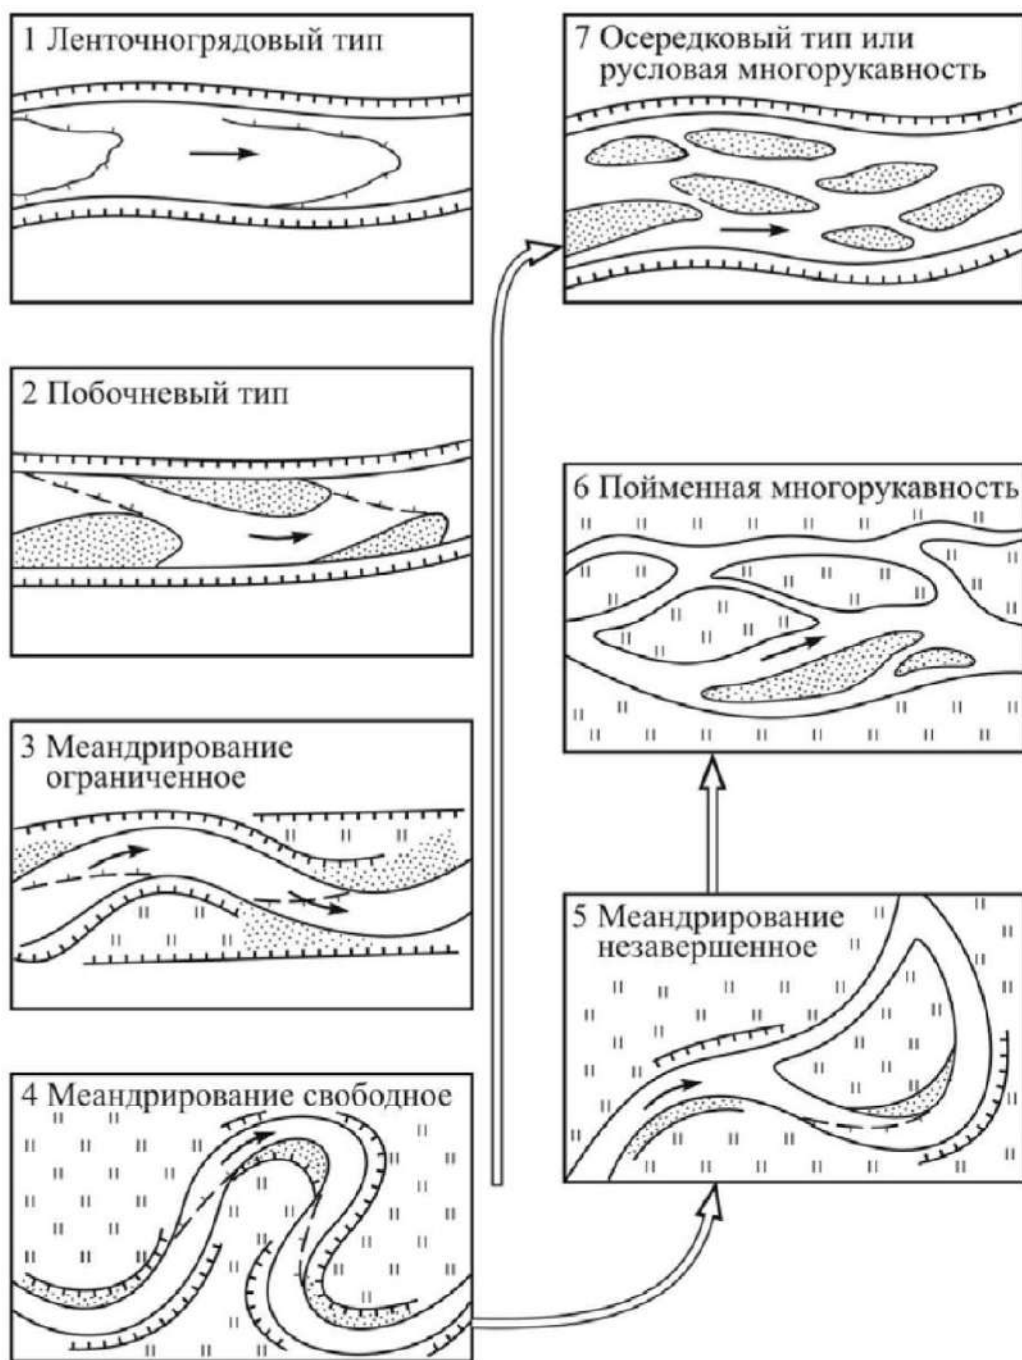 1 Ленточногрядовый тип
2 Побочневый тип
3 Меандрирование
ограниченное
4 Меандрирование свободное
5 Меандрирование
незавершенное
6 Пойменная многорукавность
7 Осередковый тип или
русловая многорукавность